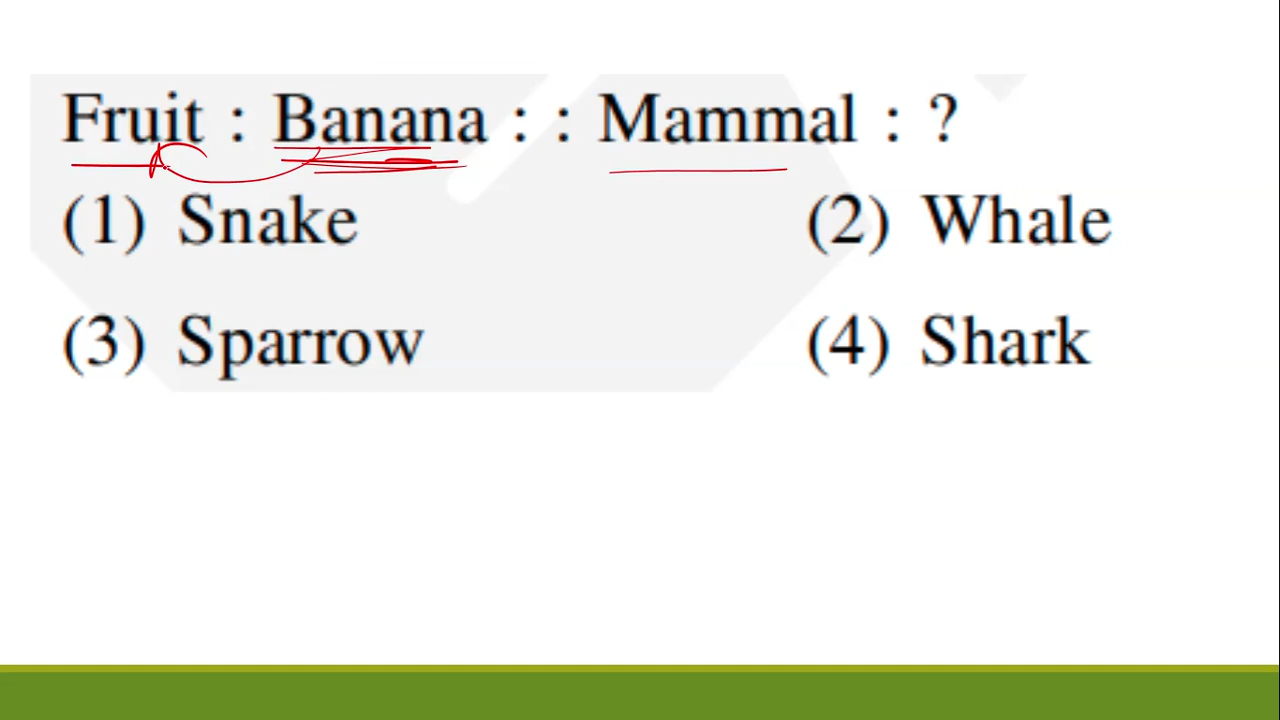 Fruit : Banana : : Mammal : ?
(1) Snake (2) Whale
(3) Sparrow (4) Shark